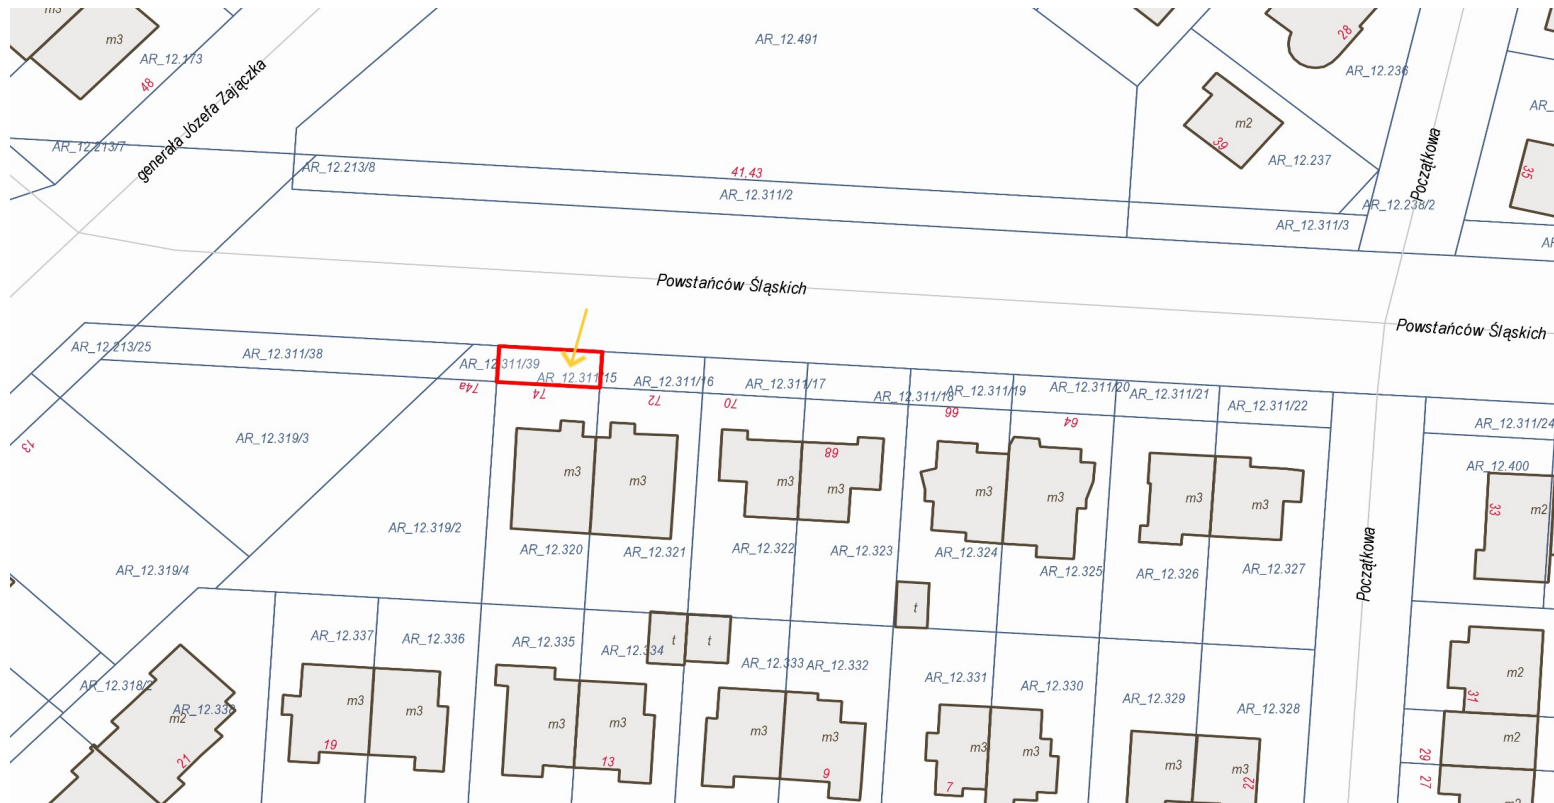 m3
m3
AR_12.173
48
generała Józefa Zajączka
AR_12.491
28
AR_12.236
AR_
m2
39
AR_12.237
Początkowa
35
AR_12.213/7
AR_12.213/8
41,43
AR_12.311/2
AR_12.238/2
AR_12.311/3
Powstańców Śląskich
Powstańców Śląskich
AR_12.213/25
AR_12.311/38
AR_12.311/39
AR_12.311/15
AR_12.311/16
AR_12.311/17
AR_12.311/18
AR_12.311/19
AR_12.311/20
AR_12.311/21
AR_12.311/22
AR_12.311/24
74a
74
72
70
66
64
13
AR_12.319/3
m3
m3
68
m3
m3
m3
m3
m3
m3
AR_12.400
33
m2
AR_12.319/2
AR_12.320
AR_12.321
AR_12.322
AR_12.323
AR_12.324
AR_12.325
AR_12.326
AR_12.327
Początkowa
AR_12.319/4
t
t
t
AR_12.337
AR_12.336
AR_12.335
AR_12.334
AR_12.333
AR_12.332
AR_12.331
AR_12.330
AR_12.329
AR_12.328
AR_12.318/2
AR_12.338
m2
21
m3
m3
19
m3
m3
13
m3
m3
9
m3
m3
7
m3
m3
22
m2
31
m2
29
27